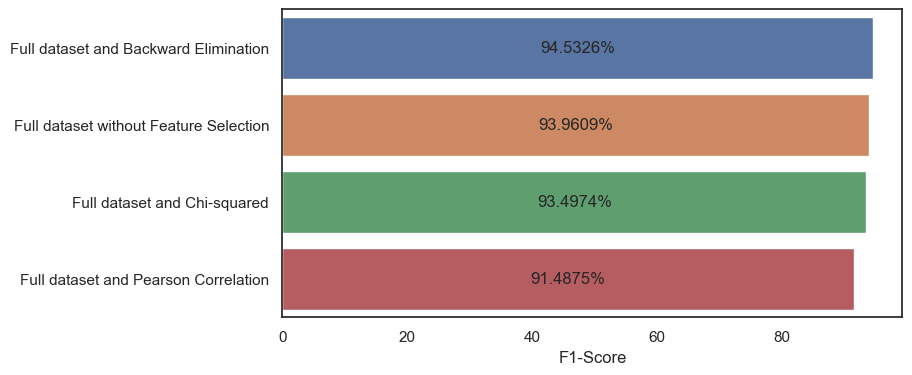 Full dataset and Backward Elimination
94.5326%
Full dataset without Feature Selection
93.9609%
Full dataset and Chi-squared
93.4974%
Full dataset and Pearson Correlation
91.4875%
0
20
40
60
80
F1-Score